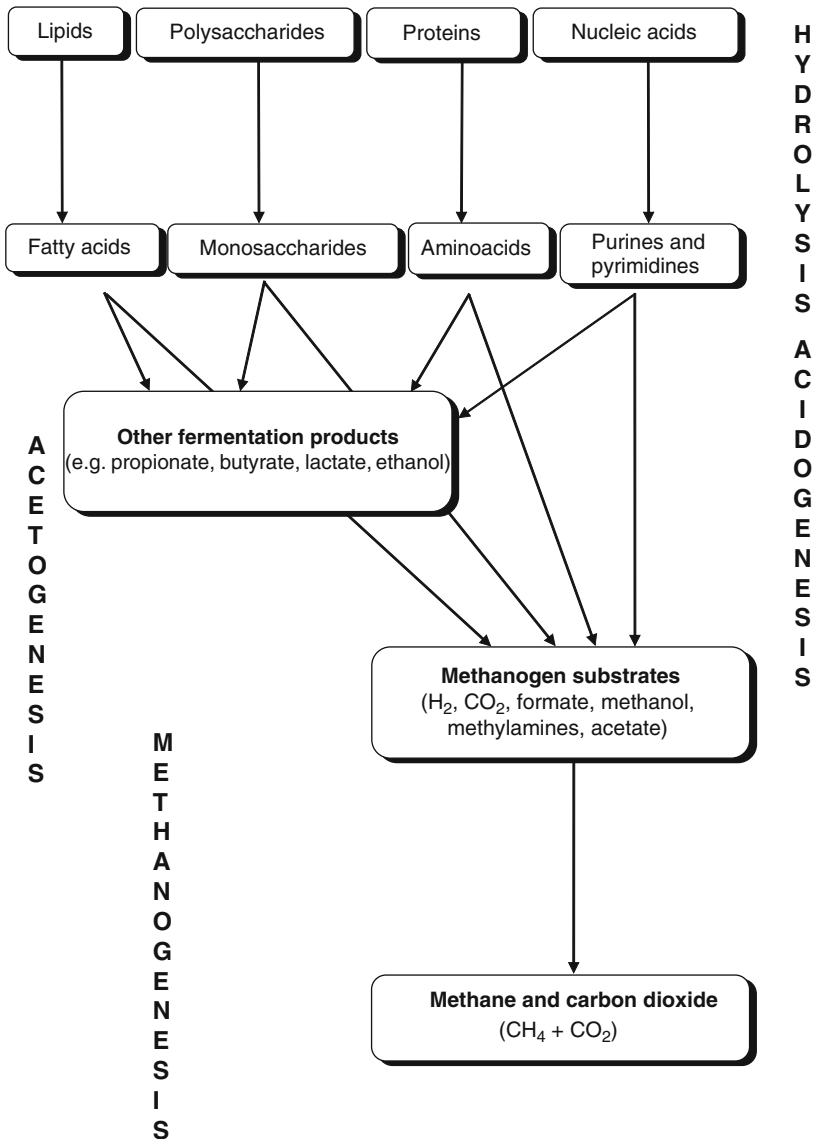 Lipids
Polysaccharides
Proteins
Nucleic acids
HYDROLYSIS
Fatty acids
Monosaccharides
Aminoacids
Purines and
pyrimidines
ACIDOGENESIS
Other fermentation products
(e.g. propionate, butyrate, lactate, ethanol)
ACETOGENESIS
Methanogen substrates
(H₂, CO₂, formate, methanol,
methylamines, acetate)
METHANOGENESIS
Methane and carbon dioxide
(CH₄ + CO₂)